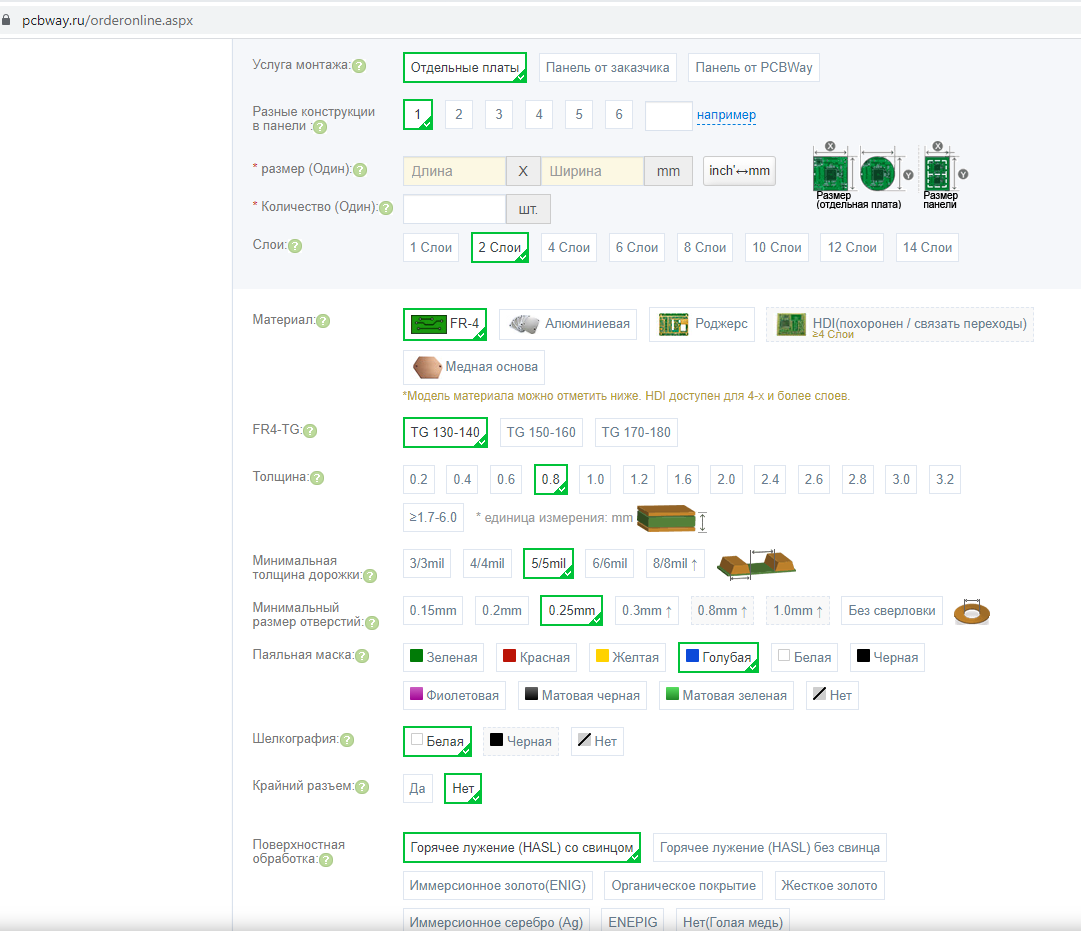 pcbway.ru/orderonline.aspx
Услуга монтажа: ? Отдельные платы Панель от заказчика Панель от PCBWay
Разные конструкции
в панели : ? 1 2 3 4 5 6 например
* размер (Один): ? Длина X Ширина mm inch'↔mm X Y X Y
Размер
(отдельная плата)
Размер
панели
* Количество (Один): ? шт.
Слои: ? 1 Слои 2 Слои 4 Слои 6 Слои 8 Слои 10 Слои 12 Слои 14 Слои
Материал: ? FR-4 Алюминиевая Роджерс HDI(похоронен / связать переходы)
≥4 Слои
Медная основа
*Модель материала можно отметить ниже. HDI доступен для 4-х и более слоев.
FR4-TG: ? TG 130-140 TG 150-160 TG 170-180
Толщина: ? 0.2 0.4 0.6 0.8 1.0 1.2 1.6 2.0 2.4 2.6 2.8 3.0 3.2
≥1.7-6.0 * единица измерения: mm
Минимальная
толщина дорожки: ? 3/3mil 4/4mil 5/5mil 6/6mil 8/8mil ↑
Минимальный
размер отверстий: ? 0.15mm 0.2mm 0.25mm 0.3mm ↑ 0.8mm ↑ 1.0mm ↑ Без сверловки
Паяльная маска: ? Зеленая Красная Желтая Голубая Белая Черная
Фиолетовая Матовая черная Матовая зеленая Нет
Шелкография: ? Белая Черная Нет
Крайний разъем: ? Да Нет
Поверхностная
обработка: ? Горячее лужение (HASL) со свинцом Горячее лужение (HASL) без свинца
Иммерсионное золото(ENIG) Органическое покрытие Жесткое золото
Иммерсионное серебро (Ag) ENEPIG Нет(Голая медь)